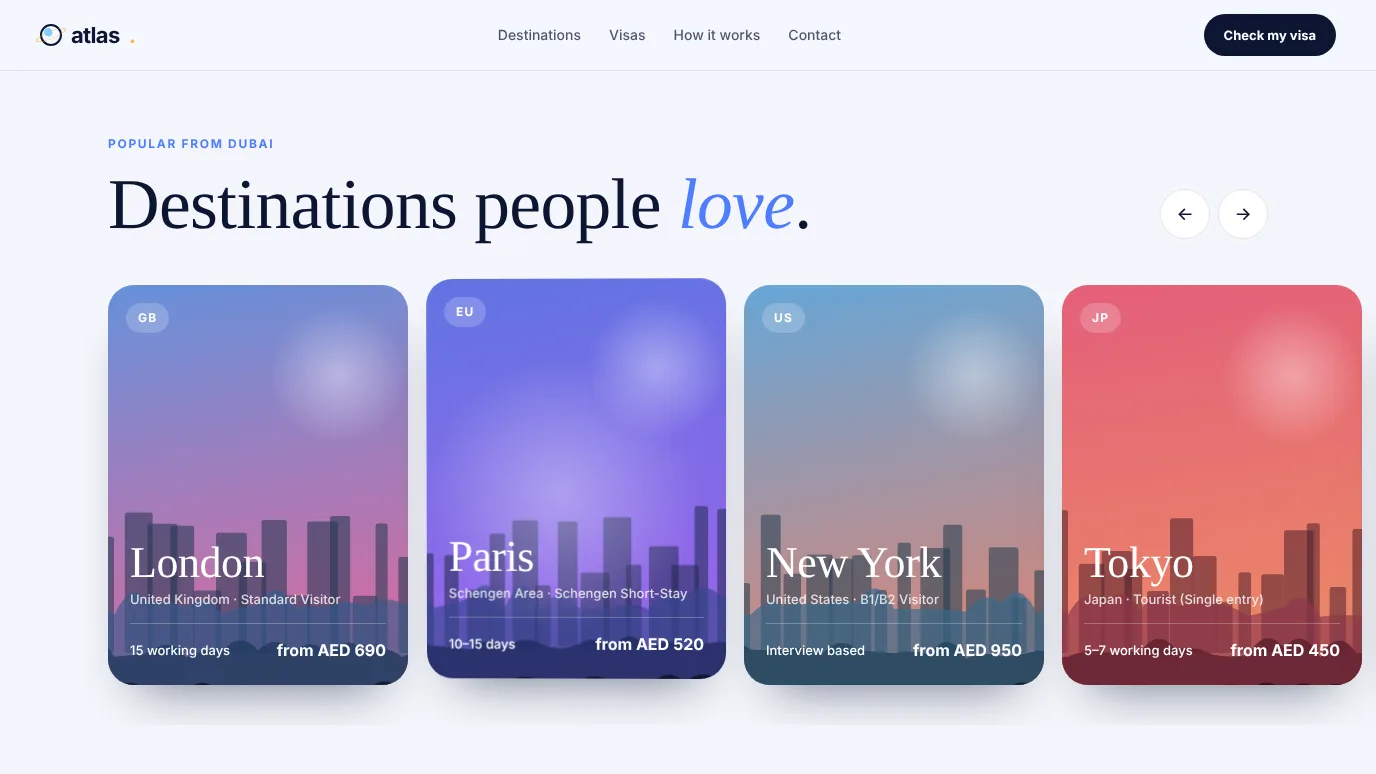 atlas.
Destinations
Visas
How it works
Contact
Check my visa
POPULAR FROM DUBAI
Destinations people love.
GB
London
United Kingdom · Standard Visitor
15 working days
from AED 690
EU
Paris
Schengen Area · Schengen Short-Stay
10–15 days
from AED 520
US
New York
United States · B1/B2 Visitor
Interview based
from AED 950
JP
Tokyo
Japan · Tourist (Single entry)
5–7 working days
from AED 450